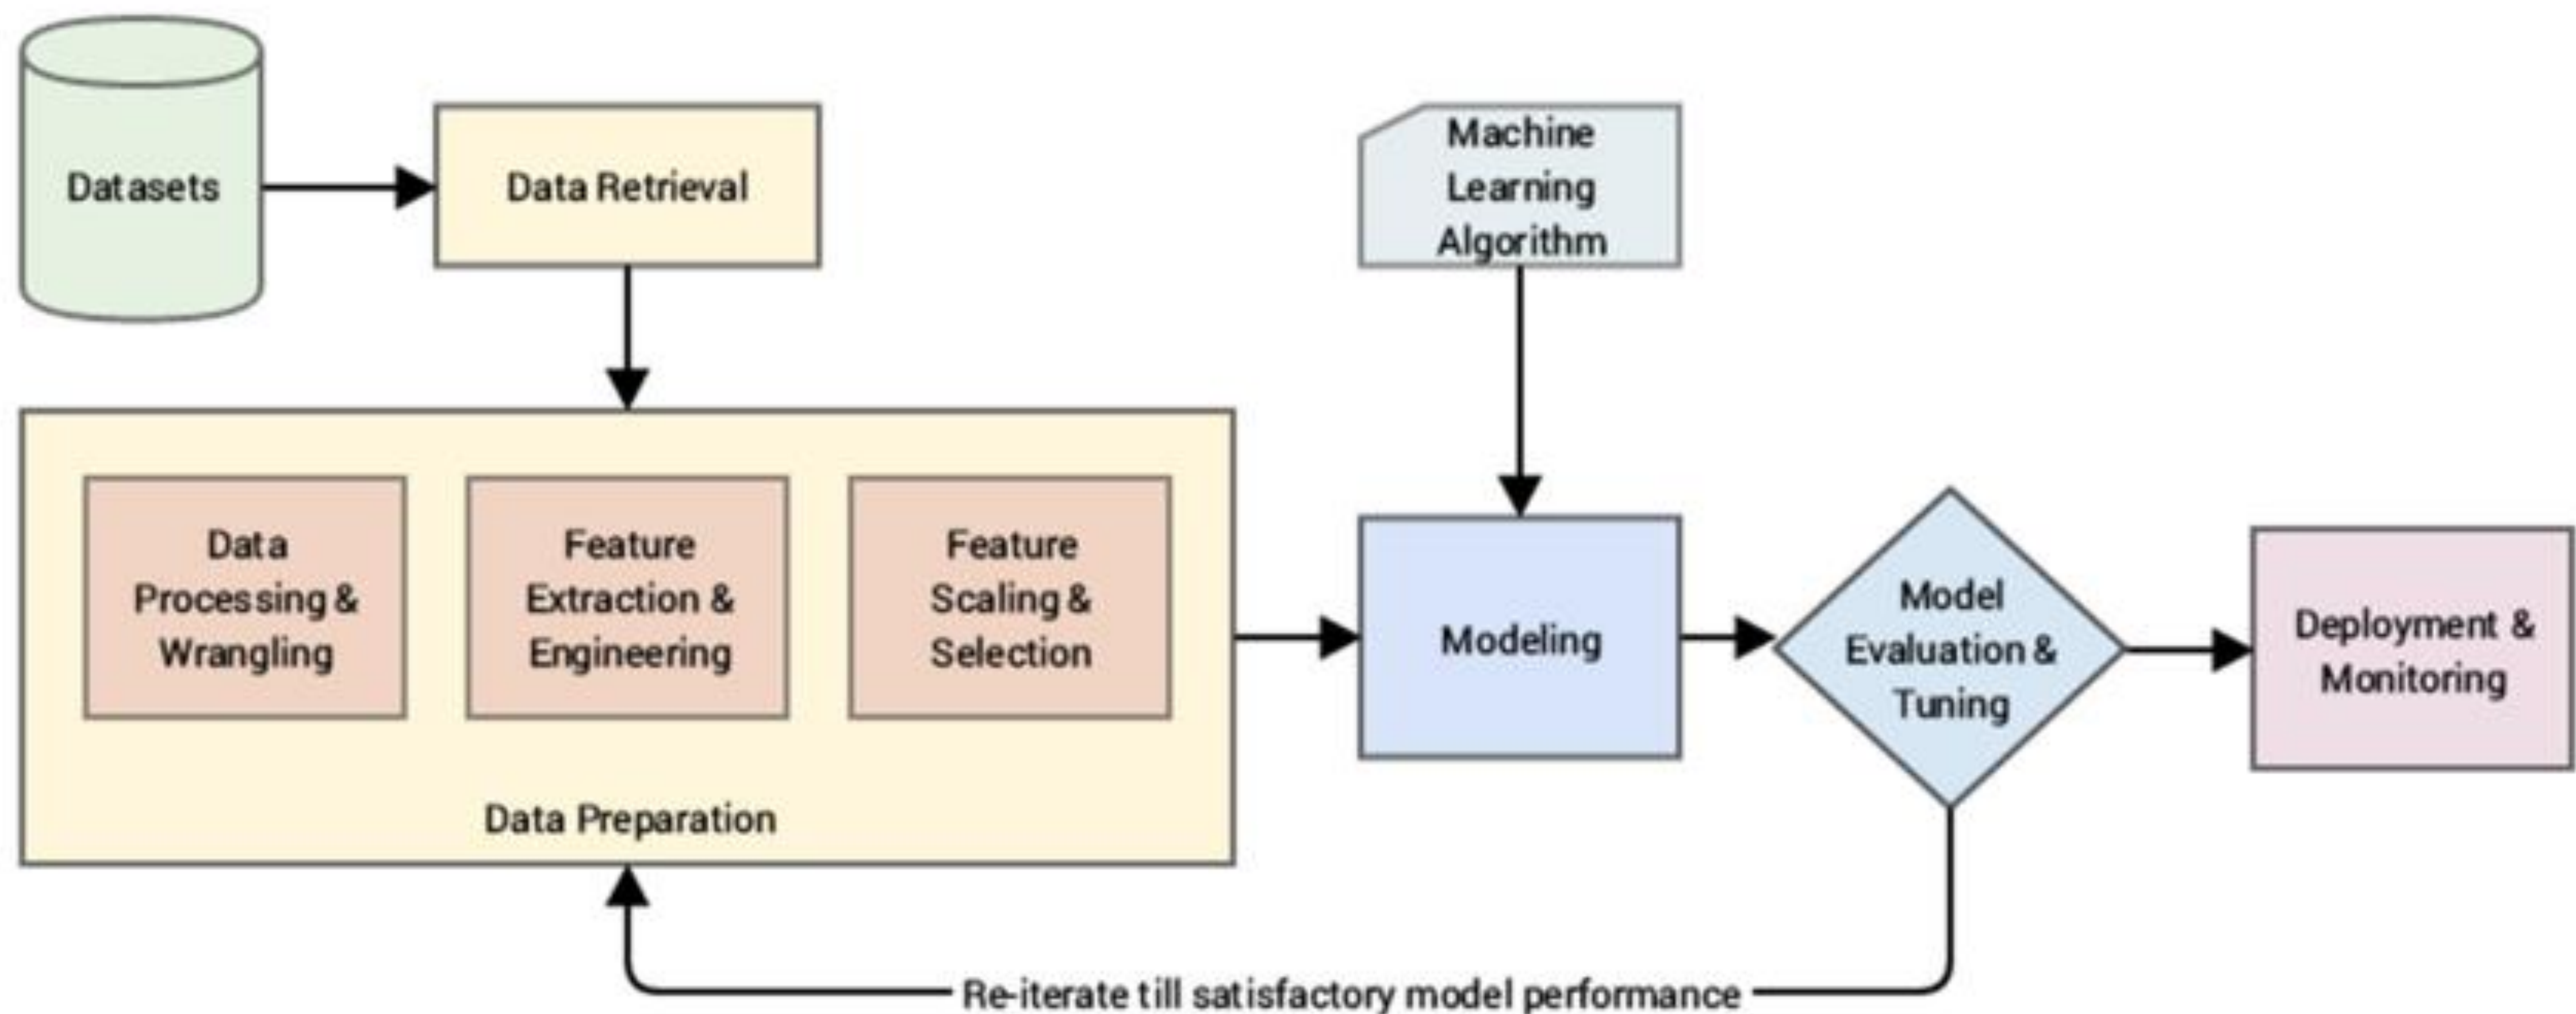 Datasets
Data Retrieval
Machine
Learning
Algorithm
Data
Processing &
Wrangling
Feature
Extraction &
Engineering
Feature
Scaling &
Selection
Data Preparation
Modeling
Model
Evaluation &
Tuning
Deployment &
Monitoring
Re-iterate till satisfactory model performance